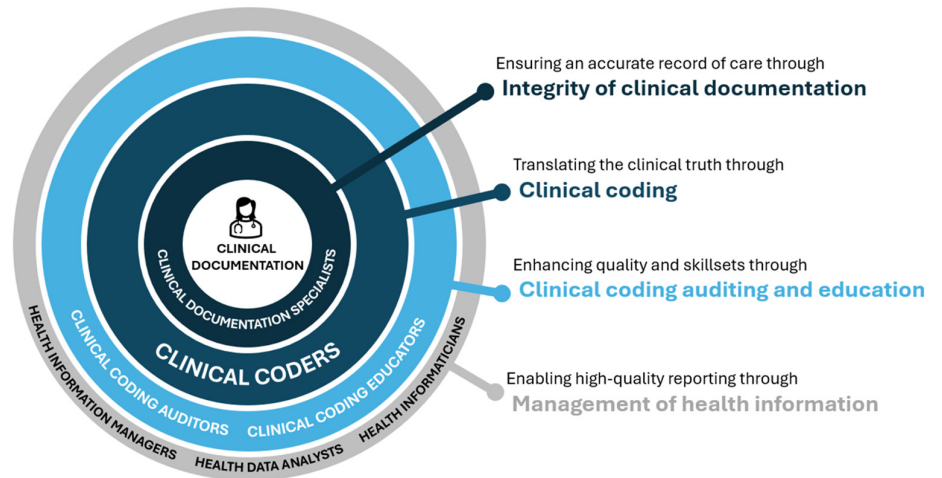 CLINICAL
DOCUMENTATION
CLINICAL DOCUMENTATION SPECIALISTS
CLINICAL CODERS
CLINICAL CODING AUDITORS
CLINICAL CODING EDUCATORS
HEALTH INFORMATION MANAGERS
HEALTH DATA ANALYSTS
HEALTH INFORMATICIANS
Ensuring an accurate record of care through
Integrity of clinical documentation
Translating the clinical truth through
Clinical coding
Enhancing quality and skillsets through
Clinical coding auditing and education
Enabling high-quality reporting through
Management of health information